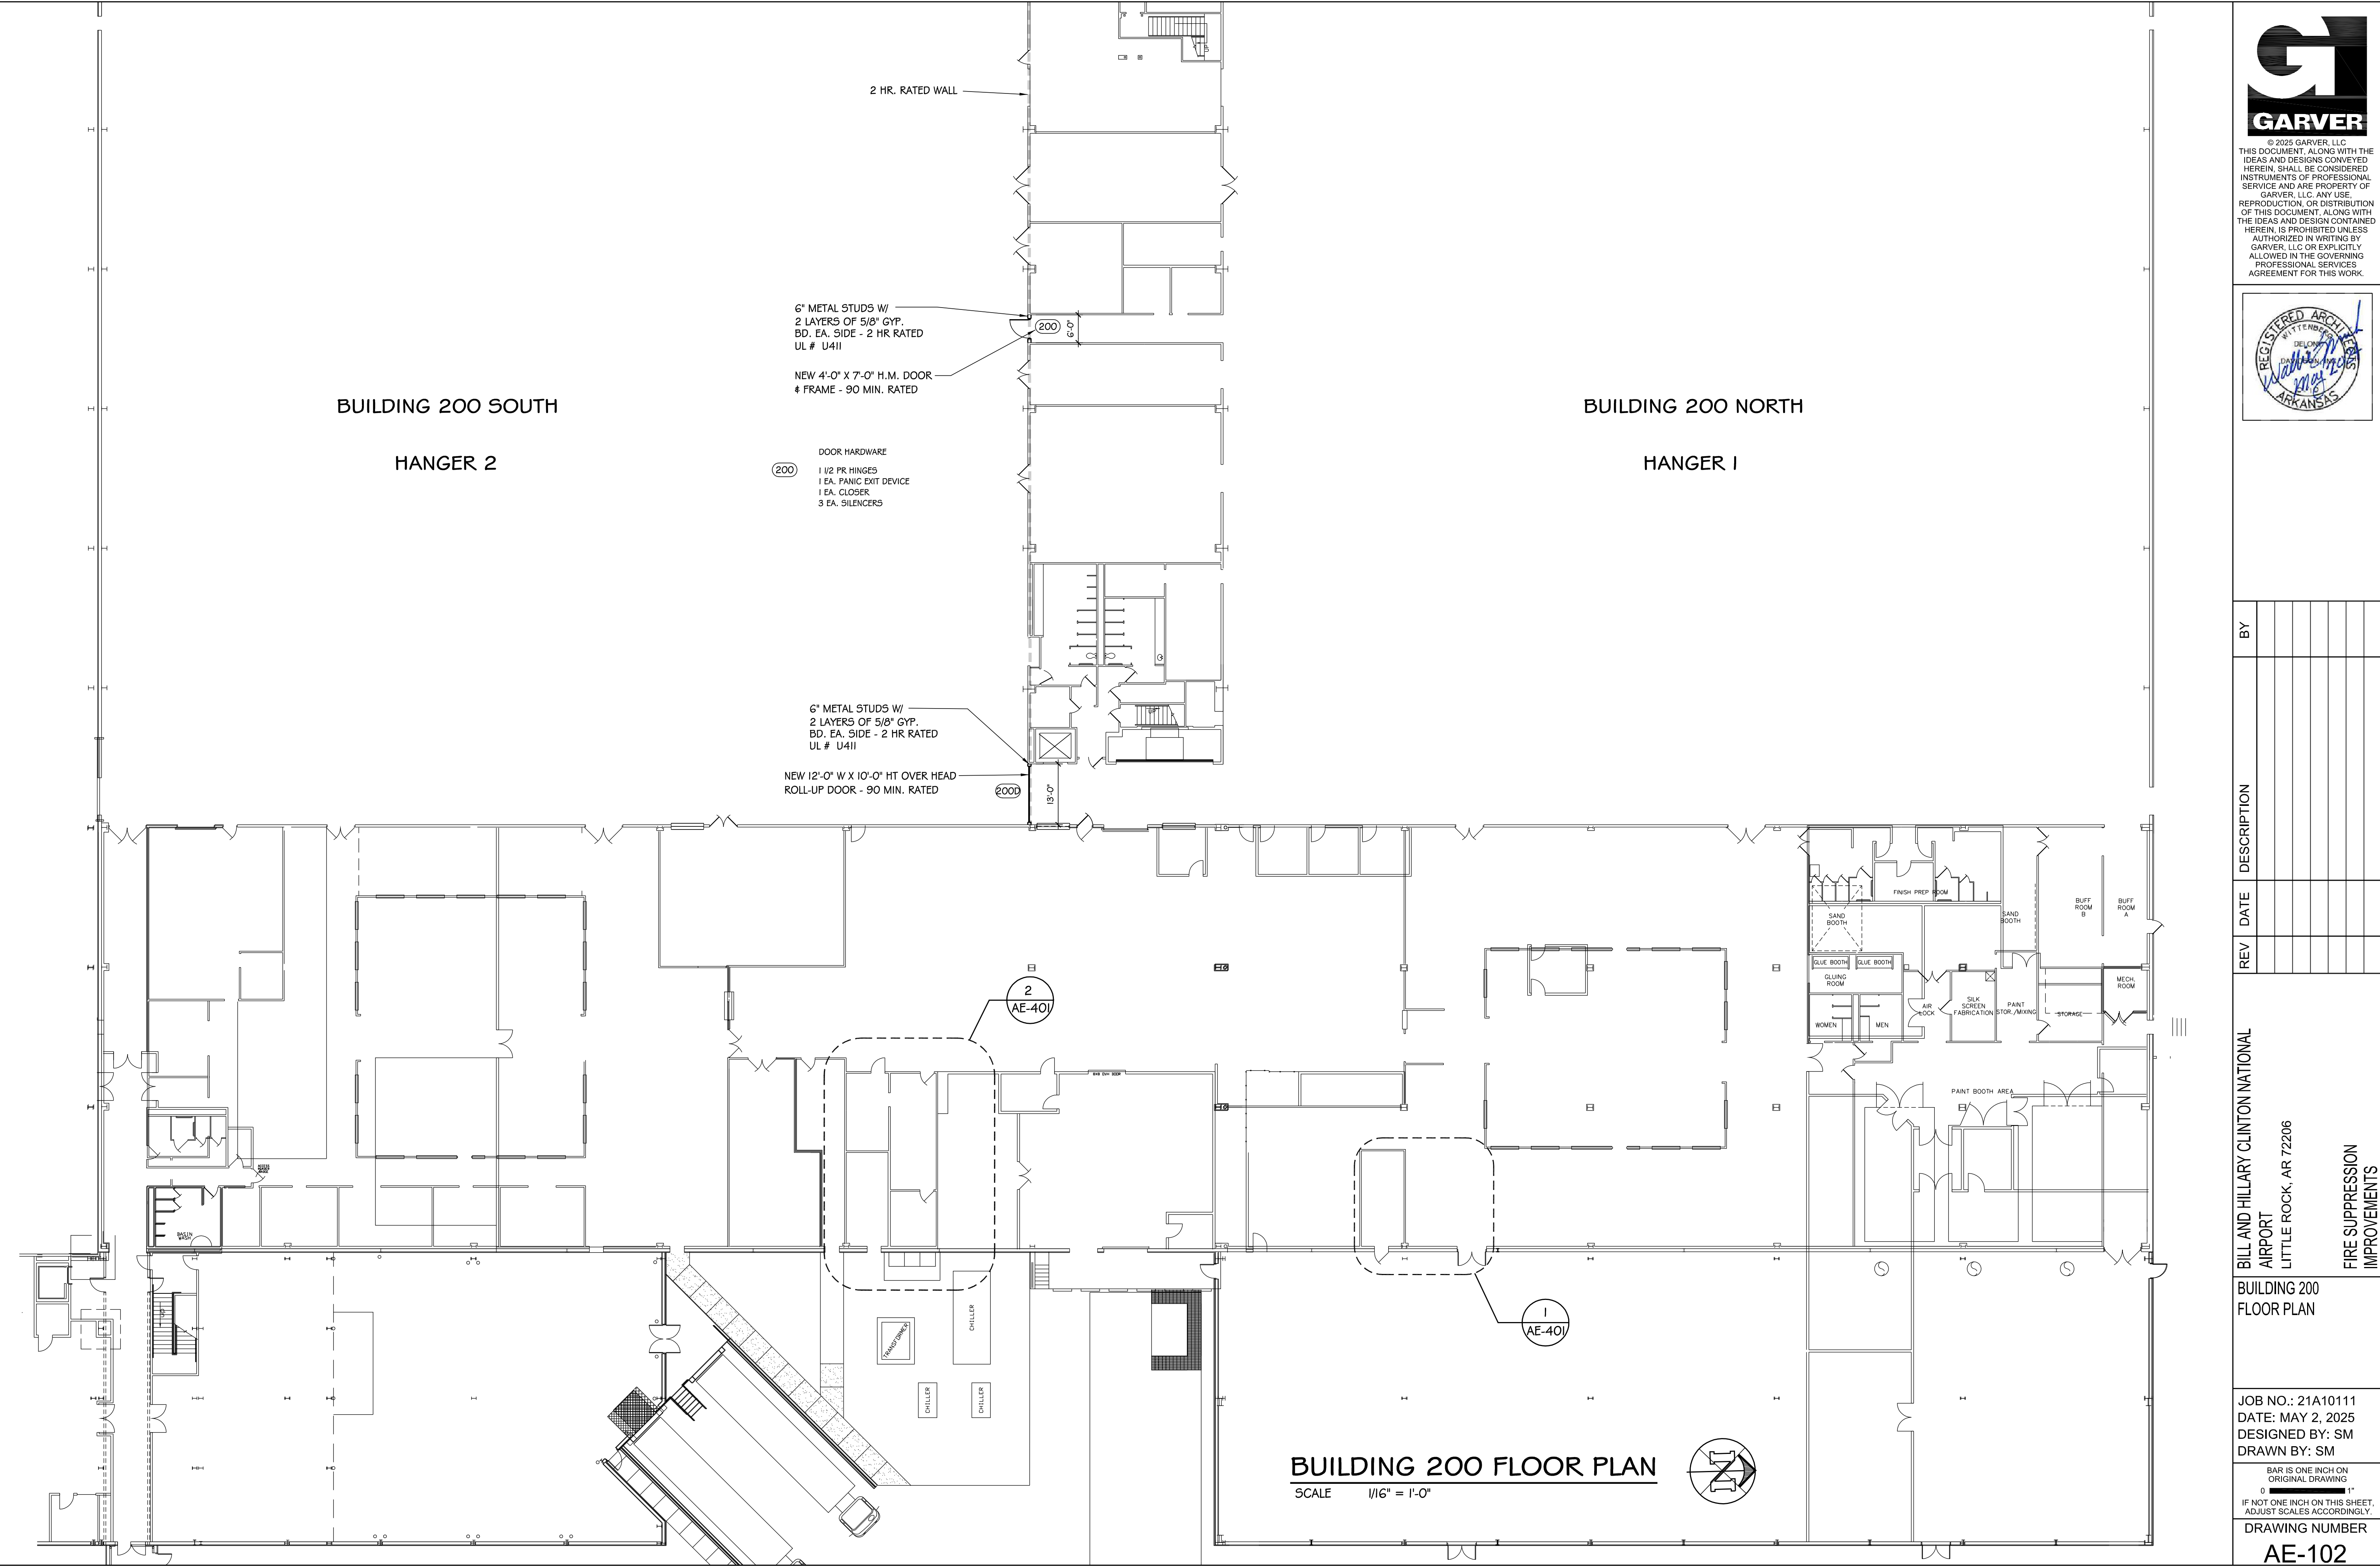 2 HR. RATED WALL
UP
6" METAL STUDS W/
2 LAYERS OF 5/8" GYP.
BD. EA. SIDE - 2 HR RATED
UL # U411
200
6'-0"
NEW 4'-0" X 7'-0" H.M. DOOR
& FRAME - 90 MIN. RATED
BUILDING 200 SOUTH
HANGER 2
BUILDING 200 NORTH
HANGER 1
DOOR HARDWARE
200
1 1/2 PR HINGES
1 EA. PANIC EXIT DEVICE
1 EA. CLOSER
3 EA. SILENCERS
6" METAL STUDS W/
2 LAYERS OF 5/8" GYP.
BD. EA. SIDE - 2 HR RATED
UL # U411
UP
NEW 12'-0" W X 10'-0" HT OVER HEAD
ROLL-UP DOOR - 90 MIN. RATED
200D
13'-0"
FINISH PREP ROOM
SAND
BOOTH
SAND
BOOTH
BUFF
ROOM
B
BUFF
ROOM
A
GLUE BOOTH
GLUE BOOTH
GLUING
ROOM
MECH.
ROOM
WOMEN
MEN
AIR
LOCK
SILK
SCREEN
FABRICATION
PAINT
STOR./MIXING
STORAGE
PAINT BOOTH AREA
2
AE-401
BASIN
WASH
1
AE-401
TRANSFORMER
CHILLER
CHILLER
CHILLER
BUILDING 200 FLOOR PLAN
SCALE 1/16" = 1'-0"
N
GARVER
© 2025 GARVER, LLC
THIS DOCUMENT, ALONG WITH THE
IDEAS AND DESIGNS CONVEYED
HEREIN, SHALL BE CONSIDERED
INSTRUMENTS OF PROFESSIONAL
SERVICE AND ARE PROPERTY OF
GARVER, LLC. ANY USE,
REPRODUCTION, OR DISTRIBUTION
OF THIS DOCUMENT, ALONG WITH
THE IDEAS AND DESIGN CONTAINED
HEREIN, IS PROHIBITED UNLESS
AUTHORIZED IN WRITING BY
GARVER, LLC OR EXPLICITLY
ALLOWED IN THE GOVERNING
PROFESSIONAL SERVICES
AGREEMENT FOR THIS WORK.
REGISTERED ARCHITECTS
ARKANSAS
WITTENBERG
DELONY
BY
DESCRIPTION
DATE
REV
BILL AND HILLARY CLINTON NATIONAL
AIRPORT
LITTLE ROCK, AR 72206
FIRE SUPPRESSION
IMPROVEMENTS
BUILDING 200
FLOOR PLAN
JOB NO.: 21A10111
DATE: MAY 2, 2025
DESIGNED BY: SM
DRAWN BY: SM
BAR IS ONE INCH ON
ORIGINAL DRAWING
0 1"
IF NOT ONE INCH ON THIS SHEET,
ADJUST SCALES ACCORDINGLY.
DRAWING NUMBER
AE-102